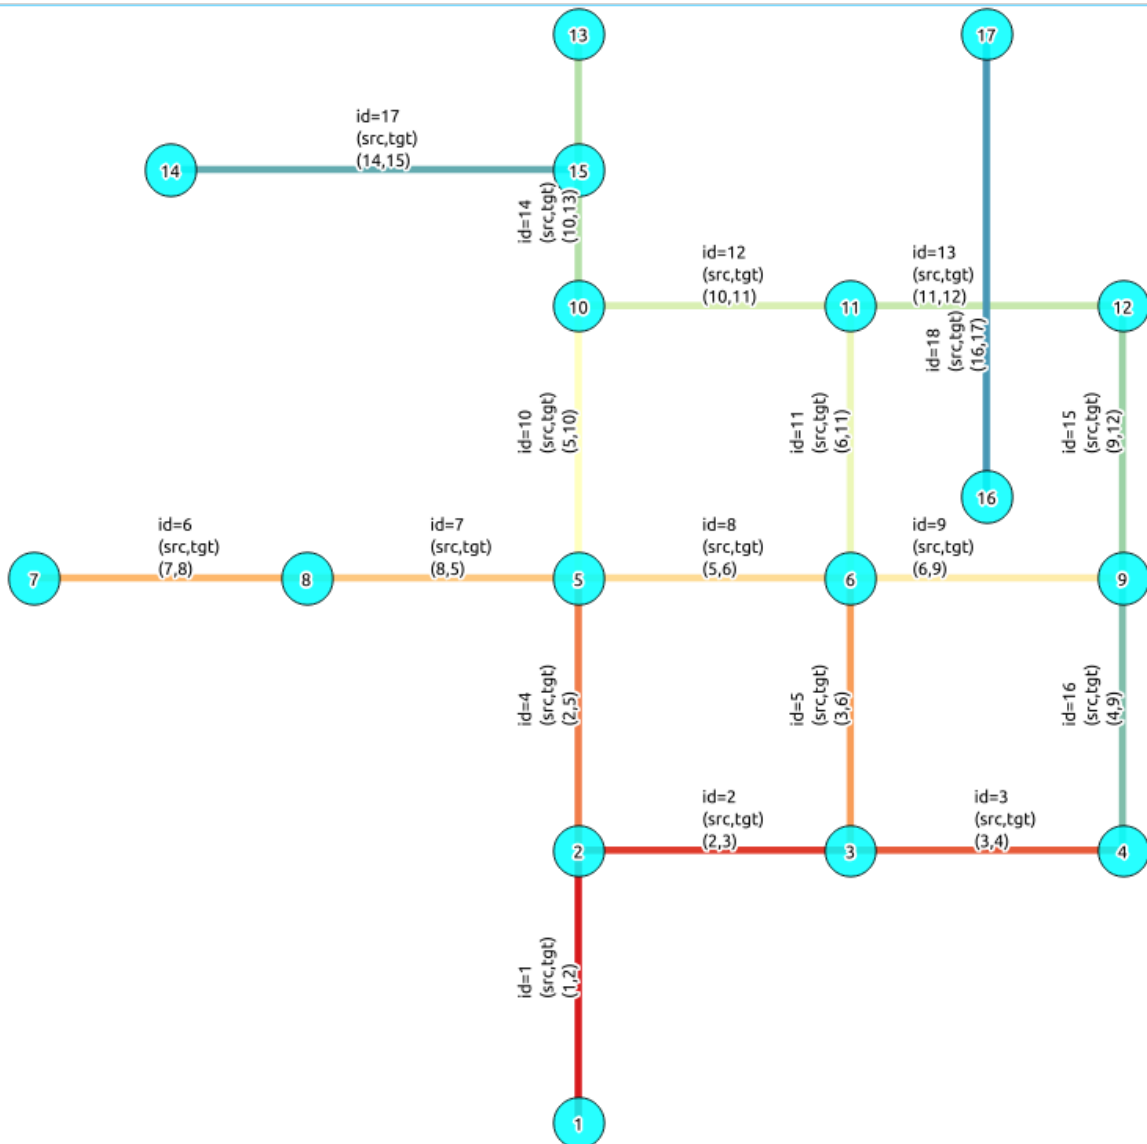 13
17
id=17
(src,tgt)
(14,15)
14
15
id=14
(src,tgt)
(10,13)
id=12
(src,tgt)
(10,11)
id=13
(src,tgt)
(11,12)
10
11
12
id=18
(src,tgt)
(16,17)
id=10
(src,tgt)
(5,10)
id=11
(src,tgt)
(6,11)
id=15
(src,tgt)
(9,12)
16
id=6
(src,tgt)
(7,8)
id=7
(src,tgt)
(8,5)
id=8
(src,tgt)
(5,6)
id=9
(src,tgt)
(6,9)
7
8
5
6
9
id=4
(src,tgt)
(2,5)
id=5
(src,tgt)
(3,6)
id=16
(src,tgt)
(4,9)
id=2
(src,tgt)
(2,3)
id=3
(src,tgt)
(3,4)
2
3
4
id=1
(src,tgt)
(1,2)
1